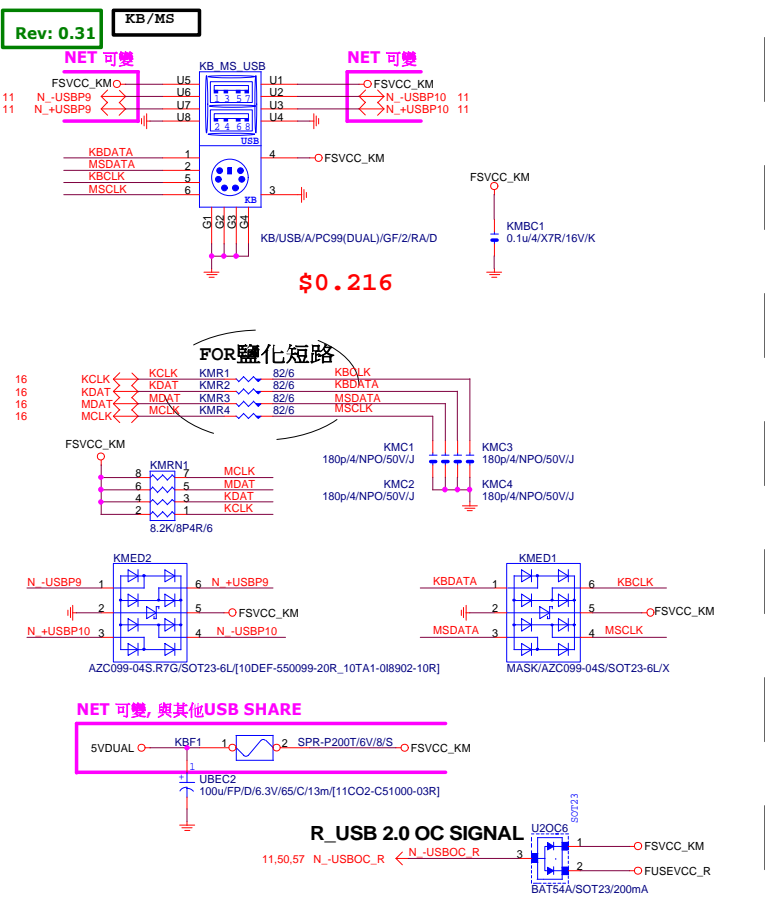 Rev: 0.31
KB/MS
NET 可變
NET 可變
KB_MS_USB
FSVCC_KM U5 U1 FSVCC_KM
11 N_-USBP9 U6 U2 N_-USBP10 11
11 N_+USBP9 U7 U3 N_+USBP10 11
U8 U4
1 3 5 7
2 4 6 8
USB
KBDATA 1 4 FSVCC_KM
MSDATA 2
KBCLK 5
MSCLK 6 3
KB
G1 G2 G3 G4
KB/USB/A/PC99(DUAL)/GF/2/RA/D
$0.216
FSVCC_KM
KMBC1
0.1u/4/X7R/16V/K
FOR鹽化短路
16 KCLK KCLK KMR1 82/6 KBCLK
16 KDAT KDAT KMR2 82/6 KBDATA
16 MDAT MDAT KMR3 82/6 MSDATA
16 MCLK MCLK KMR4 82/6 MSCLK
KMC1 KMC3
180p/4/NPO/50V/J 180p/4/NPO/50V/J
KMC2 KMC4
180p/4/NPO/50V/J 180p/4/NPO/50V/J
FSVCC_KM
KMRN1
8 7 MCLK
6 5 MDAT
4 3 KDAT
2 1 KCLK
8.2K/8P4R/6
KMED2
N_-USBP9 1 6 N_+USBP9
2 5 FSVCC_KM
N_+USBP10 3 4 N_-USBP10
AZC099-04S.R7G/SOT23-6L/[10DEF-550099-20R_10TA1-0I8902-10R]
KMED1
KBDATA 1 6 KBCLK
2 5 FSVCC_KM
MSDATA 3 4 MSCLK
MASK/AZC099-04S/SOT23-6L/X
NET 可變, 與其他USB SHARE
5VDUAL KBF1 1 2 SPR-P200T/6V/8/S FSVCC_KM
+ 1
UBEC2
100u/FP/D/6.3V/65/C/13m/[11CO2-C51000-03R]
R_USB 2.0 OC SIGNAL
U2OC6
SOT23
11,50,57 N_-USBOC_R N_-USBOC_R 3
1 FSVCC_KM
2 FUSEVCC_R
BAT54A/SOT23/200mA